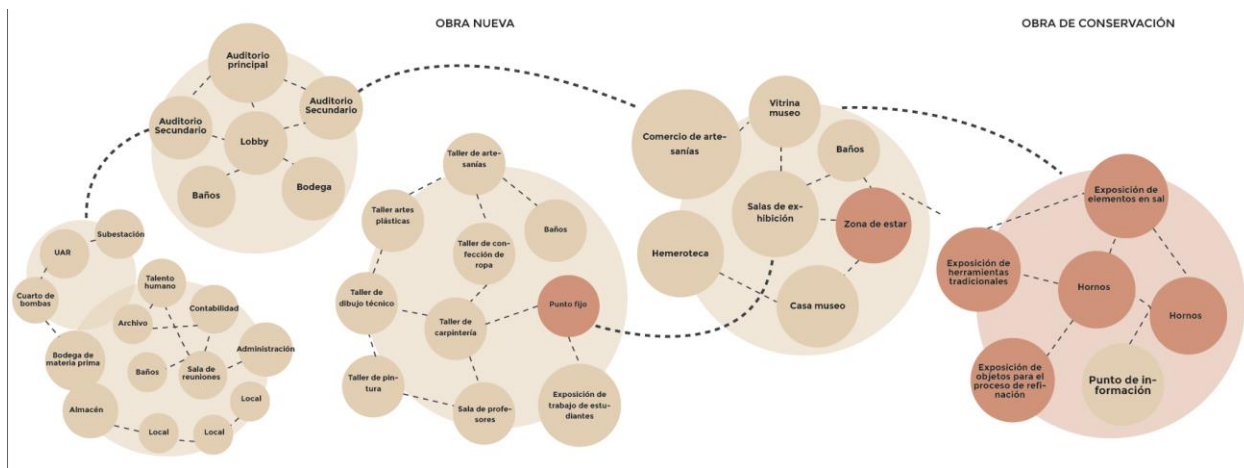 OBRA NUEVA
OBRA DE CONSERVACIÓN
Auditorio
principal
Auditorio
Secundario
Auditorio
Secundario
Lobby
Baños
Bodega
UAR
Subestación
Cuarto de
bombas
Talento
humano
Contabilidad
Archivo
Administración
Bodega de
materia prima
Baños
Sala de
reuniones
Almacén
Local
Local
Local
Taller de arte-
sanías
Taller artes
plásticas
Baños
Taller de con-
fección de
ropa
Taller de
dibujo técnico
Punto fijo
Taller de
carpintería
Taller de pin-
tura
Sala de profe-
sores
Exposición de
trabajo de estu-
diantes
Vitrina
museo
Comercio de arte-
sanías
Baños
Salas de ex-
hibición
Zona de estar
Hemeroteca
Casa museo
Exposición de
elementos en sal
Exposición de
herramientas
tradicionales
Hornos
Hornos
Exposición de
objetos para el
proceso de refi-
nación
Punto de in-
formación